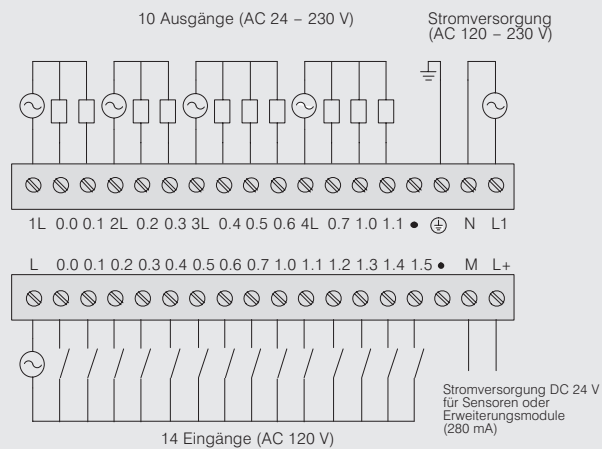 10 Ausgänge (AC 24 – 230 V)
Stromversorgung
(AC 120 – 230 V)
1L 0.0 0.1 2L 0.2 0.3 3L 0.4 0.5 0.6 4L 0.7 1.0 1.1 • N L1
L 0.0 0.1 0.2 0.3 0.4 0.5 0.6 0.7 1.0 1.1 1.2 1.3 1.4 1.5 • M L+
Stromversorgung DC 24 V
für Sensoren oder
Erweiterungsmodule
(280 mA)
14 Eingänge (AC 120 V)